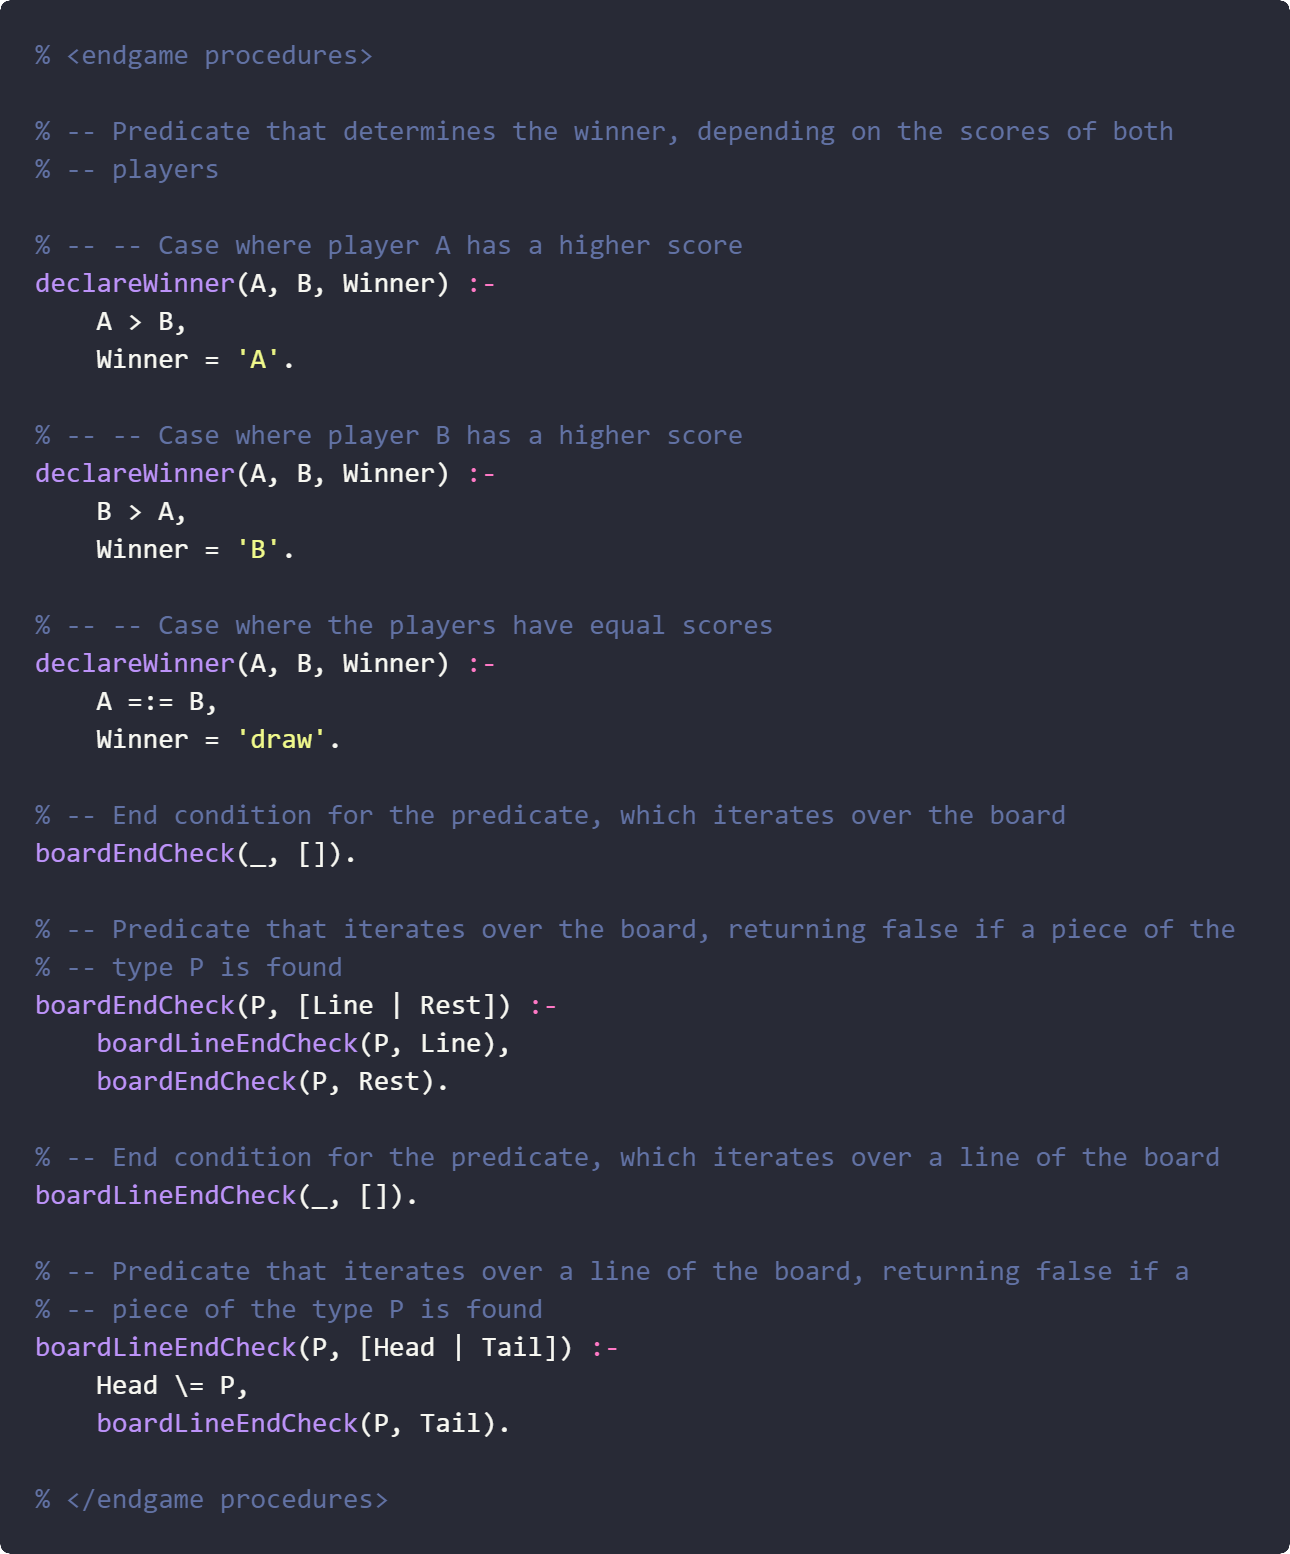 % <endgame procedures>
% -- Predicate that determines the winner, depending on the scores of both
% -- players
% -- -- Case where player A has a higher score
declareWinner(A, B, Winner) :-
    A > B,
    Winner = 'A'.
% -- -- Case where player B has a higher score
declareWinner(A, B, Winner) :-
    B > A,
    Winner = 'B'.
% -- -- Case where the players have equal scores
declareWinner(A, B, Winner) :-
    A =:= B,
    Winner = 'draw'.
% -- End condition for the predicate, which iterates over the board
boardEndCheck(_, []).
% -- Predicate that iterates over the board, returning false if a piece of the
% -- type P is found
boardEndCheck(P, [Line | Rest]) :-
    boardLineEndCheck(P, Line),
    boardEndCheck(P, Rest).
% -- End condition for the predicate, which iterates over a line of the board
boardLineEndCheck(_, []).
% -- Predicate that iterates over a line of the board, returning false if a
% -- piece of the type P is found
boardLineEndCheck(P, [Head | Tail]) :-
    Head \= P,
    boardLineEndCheck(P, Tail).
% </endgame procedures>